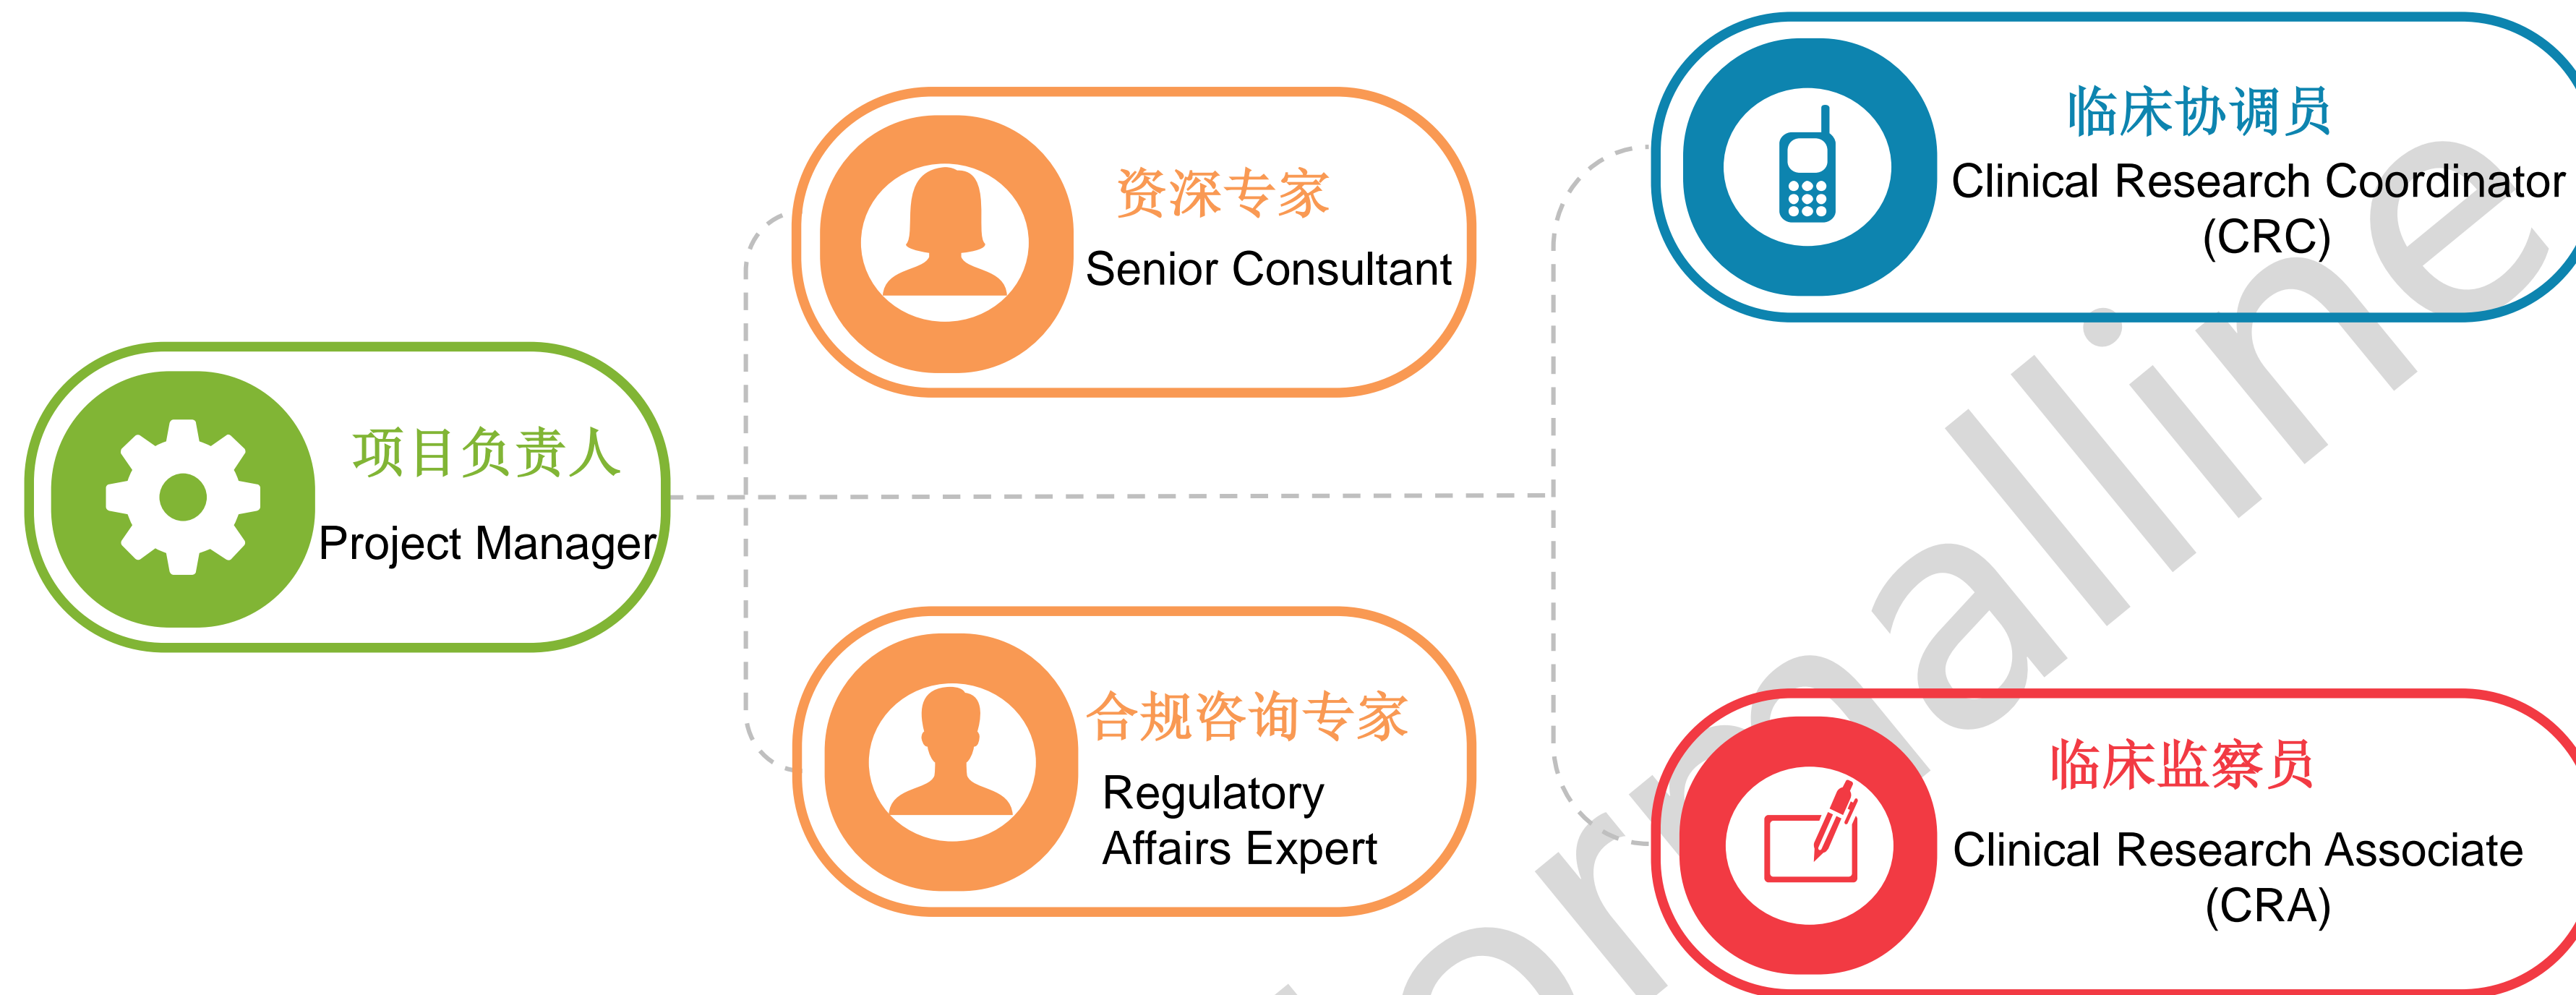 项目负责人
Project Manager
资深专家
Senior Consultant
合规咨询专家
Regulatory
Affairs Expert
临床协调员
Clinical Research Coordinator
(CRC)
临床监察员
Clinical Research Associate
(CRA)